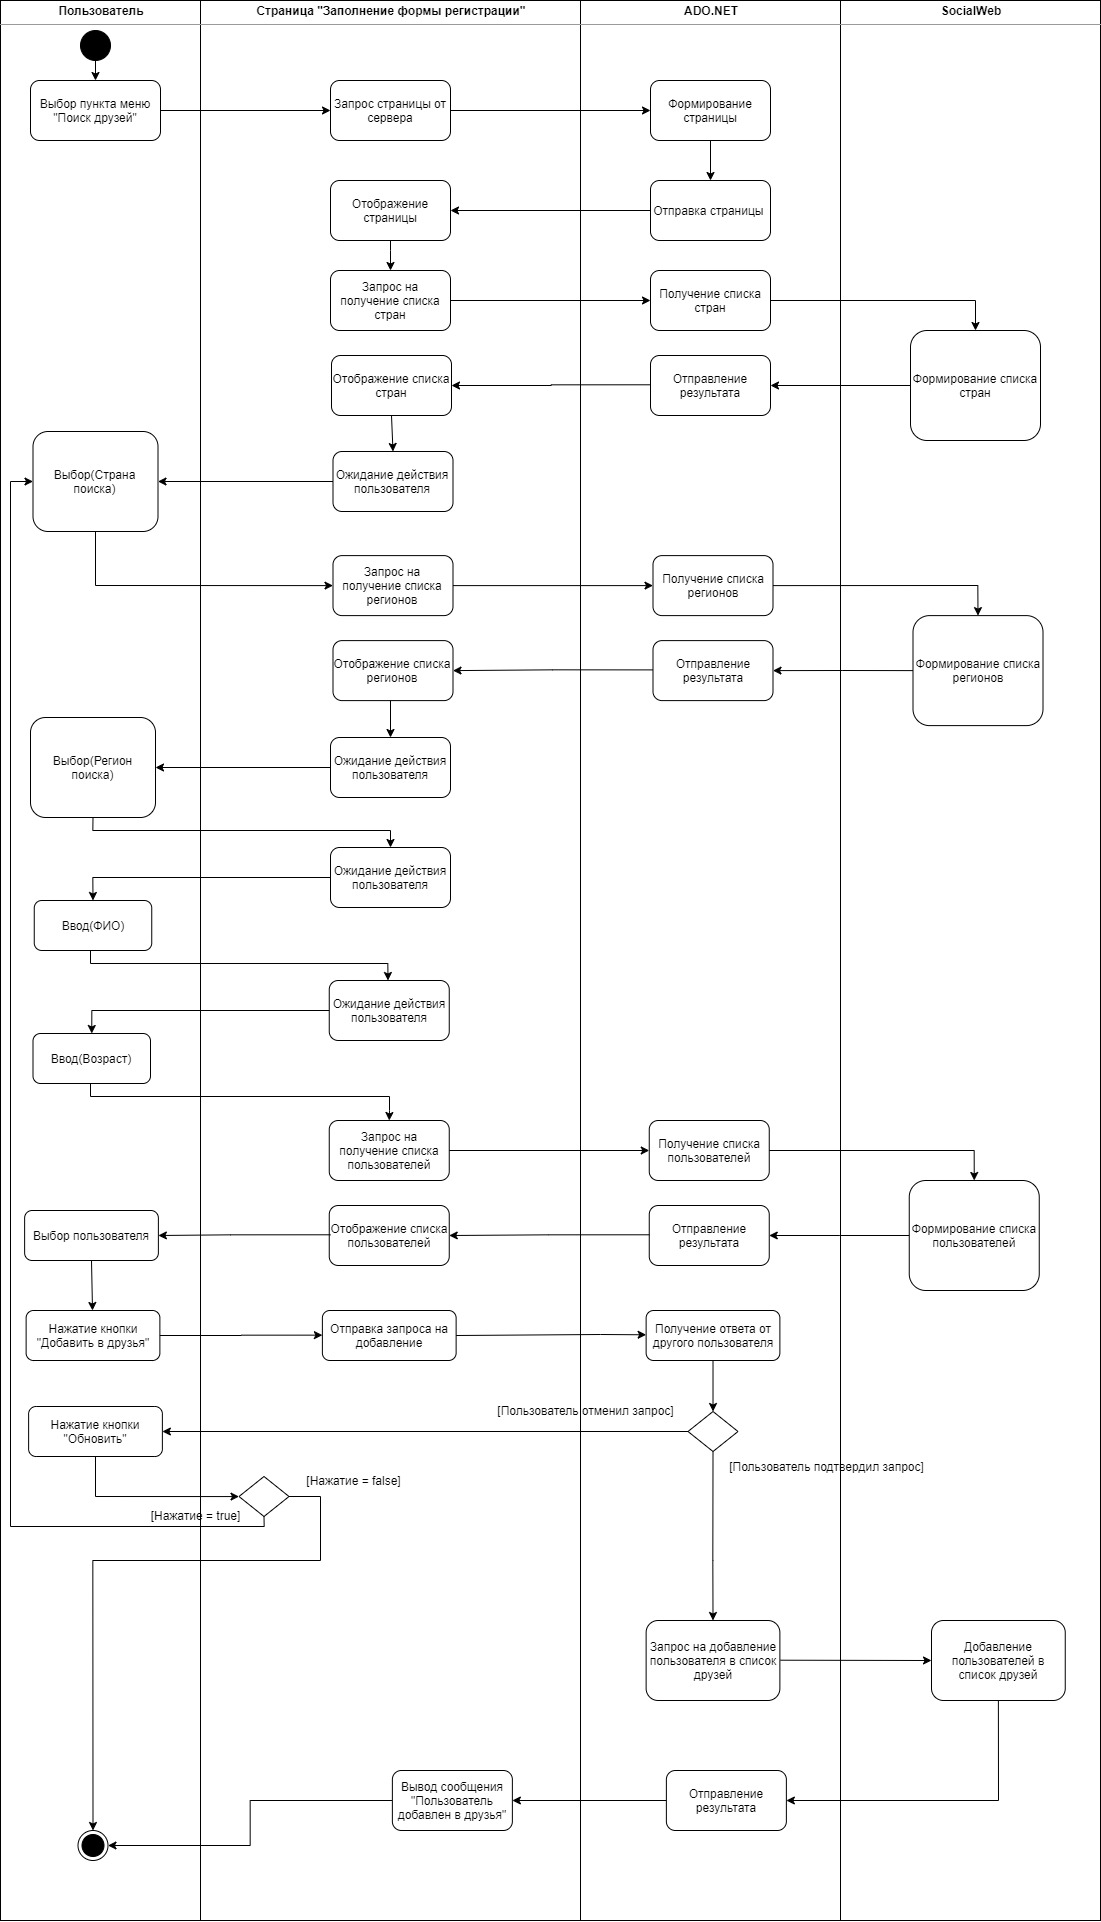 Пользователь
Страница "Заполнение формы регистрации"
ADO.NET
SocialWeb
Выбор пункта меню
"Поиск друзей"
Запрос страницы от
сервера
Формирование
страницы
Отображение
страницы
Отправка страницы
Запрос на
получение списка
стран
Получение списка
стран
Отображение списка
стран
Отправление
результата
Формирование списка
стран
Выбор(Страна
поиска)
Ожидание действия
пользователя
Запрос на
получение списка
регионов
Получение списка
регионов
Отображение списка
регионов
Отправление
результата
Формирование списка
регионов
Выбор(Регион
поиска)
Ожидание действия
пользователя
Ожидание действия
пользователя
Ввод(ФИО)
Ожидание действия
пользователя
Ввод(Возраст)
Запрос на
получение списка
пользователей
Получение списка
пользователей
Выбор пользователя
Отображение списка
пользователей
Отправление
результата
Формирование списка
пользователей
Нажатие кнопки
"Добавить в друзья"
Отправка запроса на
добавление
Получение ответа от
другого пользователя
[Пользователь отменил запрос]
Нажатие кнопки
"Обновить"
[Пользователь подтвердил запрос]
[Нажатие = false]
[Нажатие = true]
Запрос на добавление
пользователя в список
друзей
Добавление
пользователей в
список друзей
Вывод сообщения
"Пользователь
добавлен в друзья"
Отправление
результата